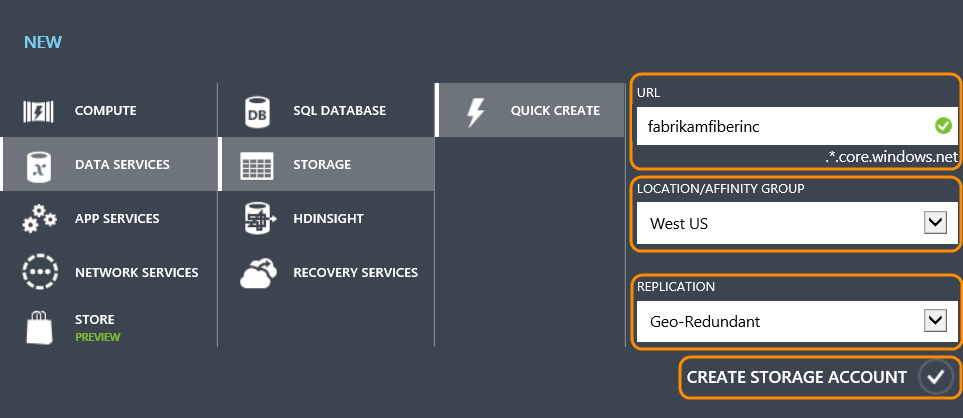 NEW
COMPUTE
DATA SERVICES
APP SERVICES
NETWORK SERVICES
STORE
PREVIEW
DB
SQL DATABASE
STORAGE
HDINSIGHT
RECOVERY SERVICES
QUICK CREATE
URL
fabrikamfiberinc
.*.core.windows.net
LOCATION/AFFINITY GROUP
West US
REPLICATION
Geo-Redundant
CREATE STORAGE ACCOUNT